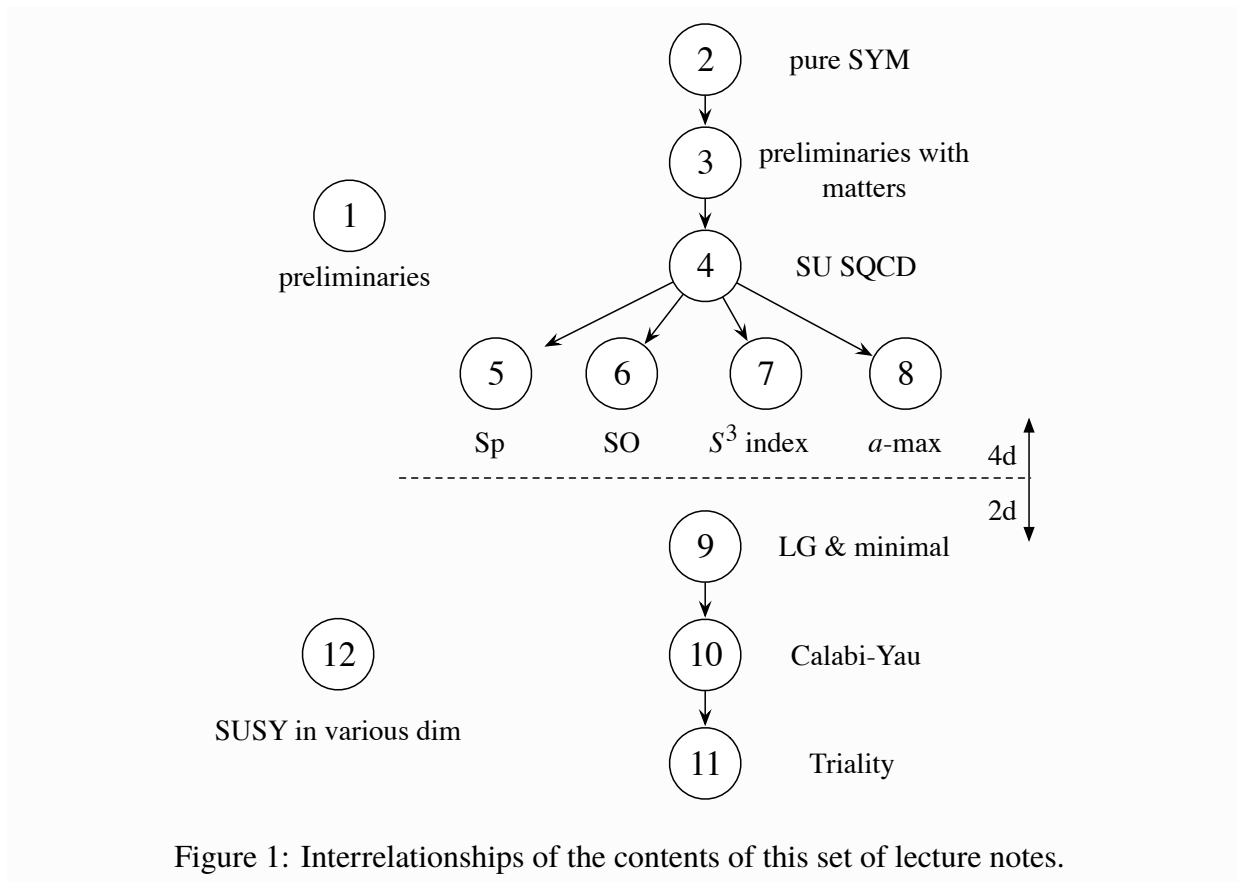 2 pure SYM
3 preliminaries with
matters
1
preliminaries
4 SU SQCD
5 6 7 8
Sp SO S³ index a-max
4d
2d
9 LG & minimal
12
SUSY in various dim
10 Calabi-Yau
11 Triality
Figure 1: Interrelationships of the contents of this set of lecture notes.